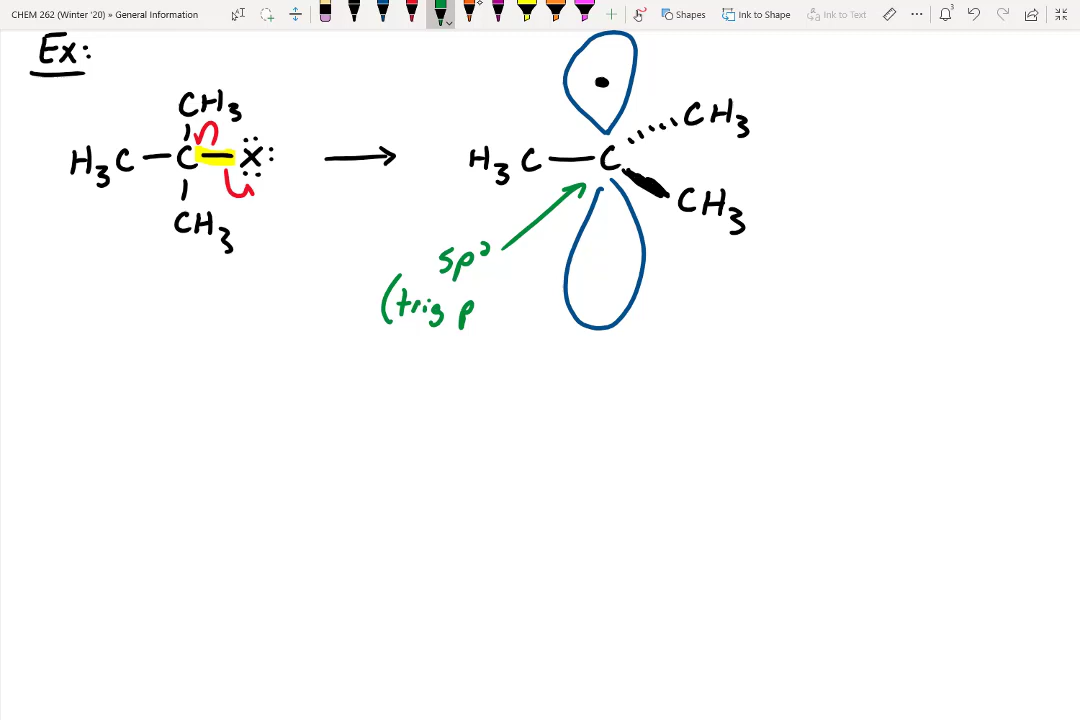 CHEM 262 (Winter '20) » General Information
Shapes
Ink to Shape
Ink to Text
3
Ex:
CH3
H3C—C—X:
CH3
H3C—C
CH3
CH3
sp²
(trig p